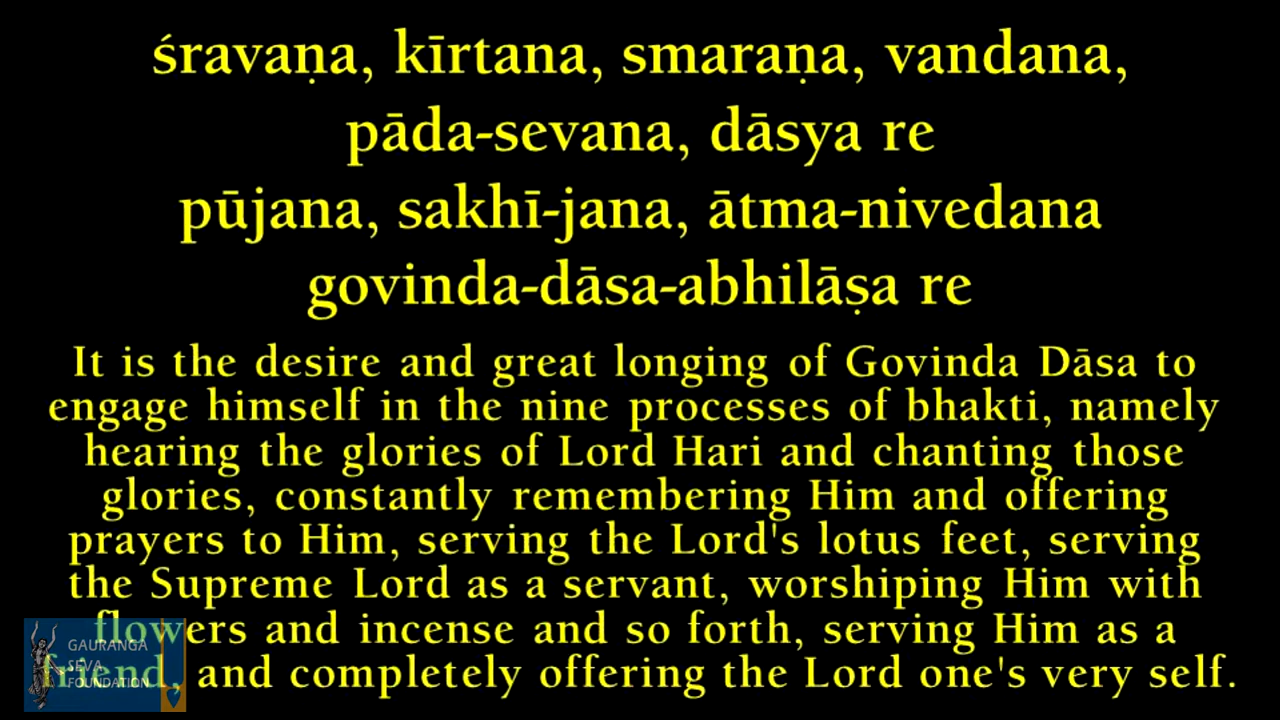 śravaṇa, kīrtana, smaraṇa, vandana,
pāda-sevana, dāsya re
pūjana, sakhī-jana, ātma-nivedana
govinda-dāsa-abhilāṣa re
It is the desire and great longing of Govinda Dāsa to
engage himself in the nine processes of bhakti, namely
hearing the glories of Lord Hari and chanting those
glories, constantly remembering Him and offering
prayers to Him, serving the Lord's lotus feet, serving
the Supreme Lord as a servant, worshiping Him with
flowers and incense and so forth, serving Him as a
friend, and completely offering the Lord one's very self.
GAURANGA
SEVA
FOUNDATION